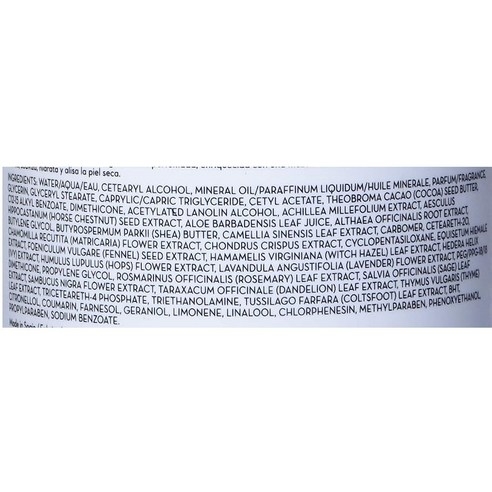 hidrata y alisa la piel seca.
INGREDIENTS: WATER/AQUA/EAU, CETEARYL ALCOHOL, MINERAL OIL/PARAFFINUM LIQUIDUM/HUILE MINERALE, PARFUM/FRAGRANCE,
GLYCERIN, GLYCERYL STEARATE, CAPRYLIC/CAPRIC TRIGLYCERIDE, CETYL ACETATE, THEOBROMA CACAO (COCOA) SEED BUTTER,
C12-15 ALKYL BENZOATE, DIMETHICONE, ACETYLATED LANOLIN ALCOHOL, ACHILLEA MILLEFOLIUM EXTRACT, AESCULUS
HIPPOCASTANUM (HORSE CHESTNUT) SEED EXTRACT, ALOE BARBADENSIS LEAF JUICE, ALTHAEA OFFICINALIS ROOT EXTRACT,
BUTYLENE GLYCOL, BUTYROSPERMUM PARKII (SHEA) BUTTER, CAMELLIA SINENSIS LEAF EXTRACT, CARBOMER, CETEARETH-20,
CHAMOMILLA RECUTITA (MATRICARIA) FLOWER EXTRACT, CHONDRUS CRISPUS EXTRACT, CYCLOPENTASILOXANE, EQUISETUM HIEMALE
EXTRACT, FOENICULUM VULGARE (FENNEL) SEED EXTRACT, HAMAMELIS VIRGINIANA (WITCH HAZEL) LEAF EXTRACT, HEDERA HELIX
(IVY) EXTRACT, HUMULUS LUPULUS (HOPS) FLOWER EXTRACT, LAVANDULA ANGUSTIFOLIA (LAVENDER) FLOWER EXTRACT, PEG/PPG-18/18
DIMETHICONE, PROPYLENE GLYCOL, ROSMARINUS OFFICINALIS (ROSEMARY) LEAF EXTRACT, SALVIA OFFICINALIS (SAGE) LEAF
EXTRACT, SAMBUCUS NIGRA FLOWER EXTRACT, TARAXACUM OFFICINALE (DANDELION) LEAF EXTRACT, THYMUS VULGARIS (THYME)
LEAF EXTRACT, TRICETEARETH-4 PHOSPHATE, TRIETHANOLAMINE, TUSSILAGO FARFARA (COLTSFOOT) LEAF EXTRACT, BHT,
CITRONELLOL, COUMARIN, FARNESOL, GERANIOL, LIMONENE, LINALOOL, CHLORPHENESIN, METHYLPARABEN, PHENOXYETHANOL,
PROPYLPARABEN, SODIUM BENZOATE.
Made in Spain /